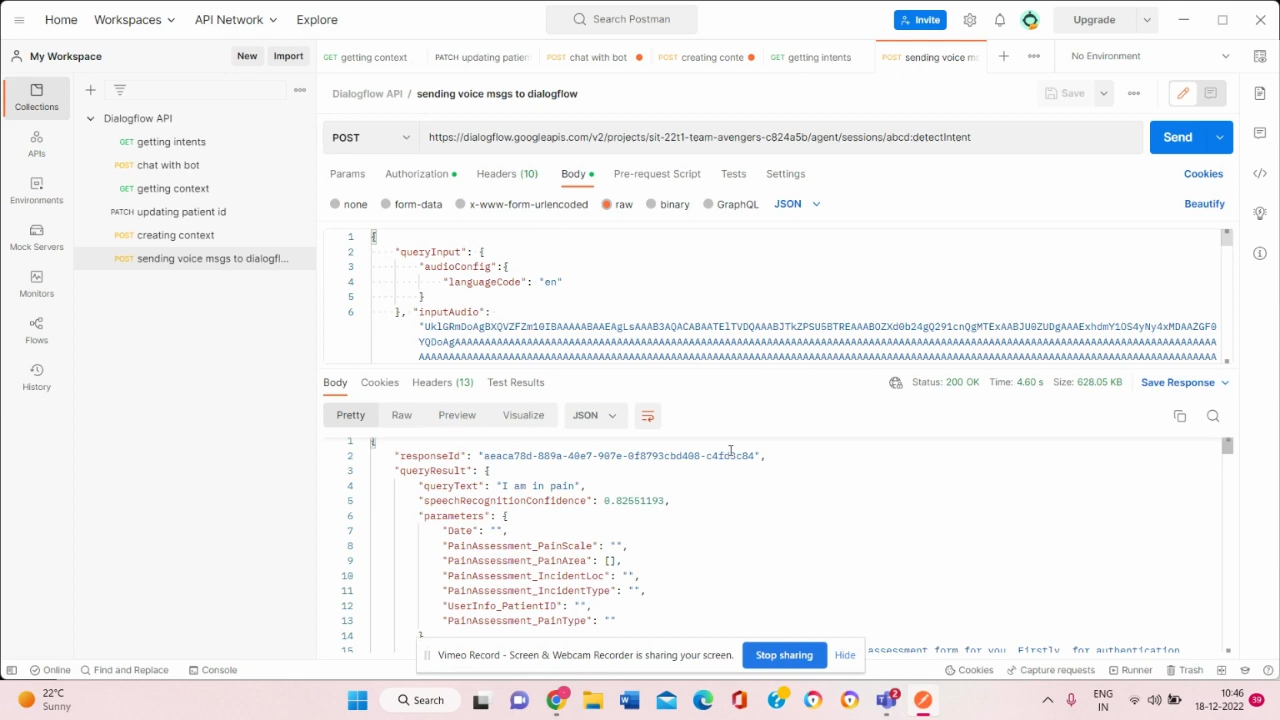 Home Workspaces API Network Explore Search Postman Invite Upgrade
My Workspace New Import GET getting context PATCH updating patien POST chat with bot POST creating conte GET getting intents POST sending voice m No Environment
Collections
Dialogflow API / sending voice msgs to dialogflow Save
Dialogflow API
GET getting intents
POST chat with bot
GET getting context
PATCH updating patient id
POST creating context
POST sending voice msgs to dialogfl...
APIs
Environments
Mock Servers
Monitors
Flows
History
POST https://dialogflow.googleapis.com/v2/projects/sit-22t1-team-avengers-c824a5b/agent/sessions/abcd:detectIntent Send
Params Authorization Headers (10) Body Pre-request Script Tests Settings Cookies
none form-data x-www-form-urlencoded raw binary GraphQL JSON Beautify
1 {
2 "queryInput": {
3 "audioConfig":{
4 "languageCode": "en"
5 }
6 }, "inputAudio":
Body Cookies Headers (13) Test Results Status: 200 OK Time: 4.60 s Size: 628.05 KB Save Response
Pretty Raw Preview Visualize JSON
1 {
2 "responseId":
3 "queryResult": {
4 "queryText": "I am in pain",
5 "speechRecognitionConfidence": 0.82551193,
6 "parameters": {
7 "Date": "",
8 "PainAssessment_PainScale": "",
9 "PainAssessment_PainArea": [],
10 "PainAssessment_IncidentLoc": "",
11 "PainAssessment_IncidentType": "",
12 "UserInfo_PatientID": "",
13 "PainAssessment_PainType": ""
14 }
15 assessment form for you. Firstly, for authentication
Vimeo Record - Screen & Webcam Recorder is sharing your screen. Stop sharing Hide
Online Find and Replace Console Cookies Capture requests Runner Trash
22°C
Sunny
Search
2
ENG
IN
10:46
18-12-2022
39